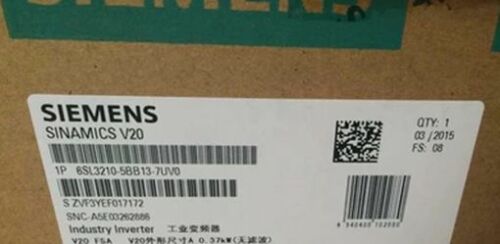 SIEMENS
SIEMENS
SINAMICS V20
QTY: 1
03 / 2015
FS: 08
1P 6SL3210-5BB13-7UV0
S ZVF3YEF017172
SNC-A5E03262886
Industry Inverter 工业变频器
V20 FSA V20外形尺寸A 0.37kW(无滤波)